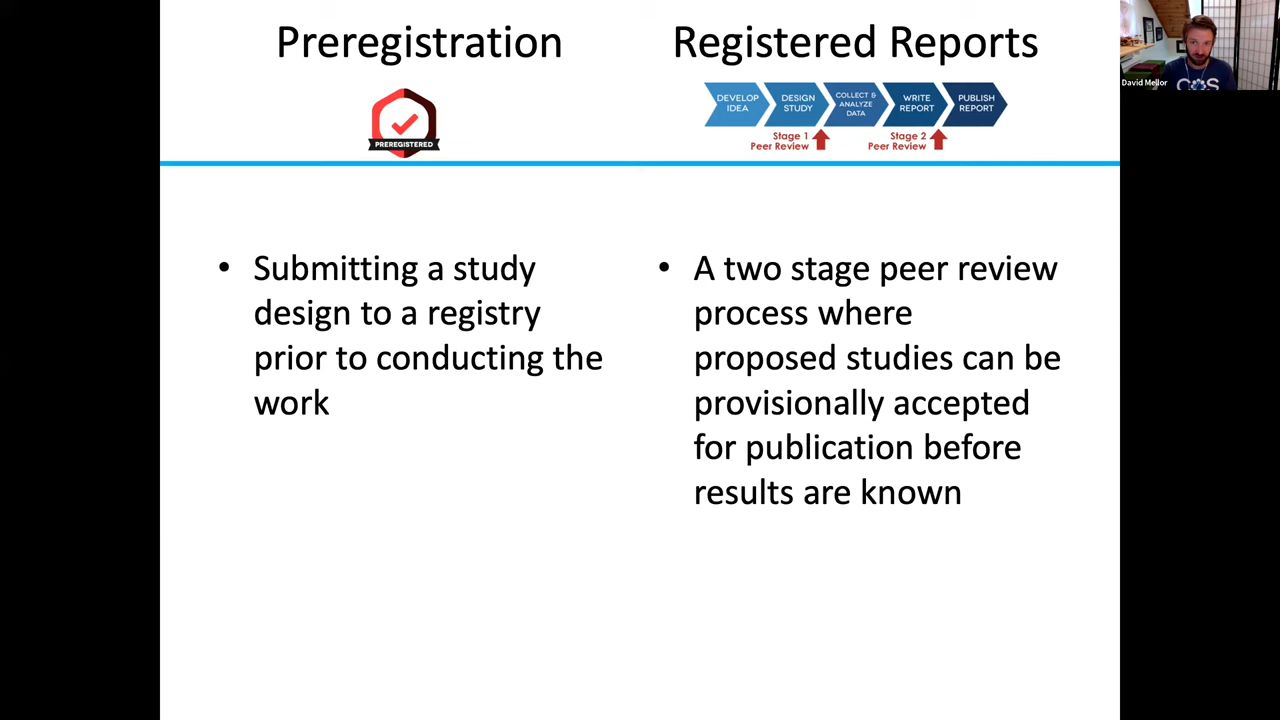 Preregistration
Registered Reports
PREREGISTERED
DEVELOP
IDEA
DESIGN
STUDY
COLLECT &
ANALYZE
DATA
WRITE
REPORT
PUBLISH
REPORT
Stage 1
Peer Review
Stage 2
Peer Review
• Submitting a study
design to a registry
prior to conducting the
work
• A two stage peer review
process where
proposed studies can be
provisionally accepted
for publication before
results are known
David Mellor
COS